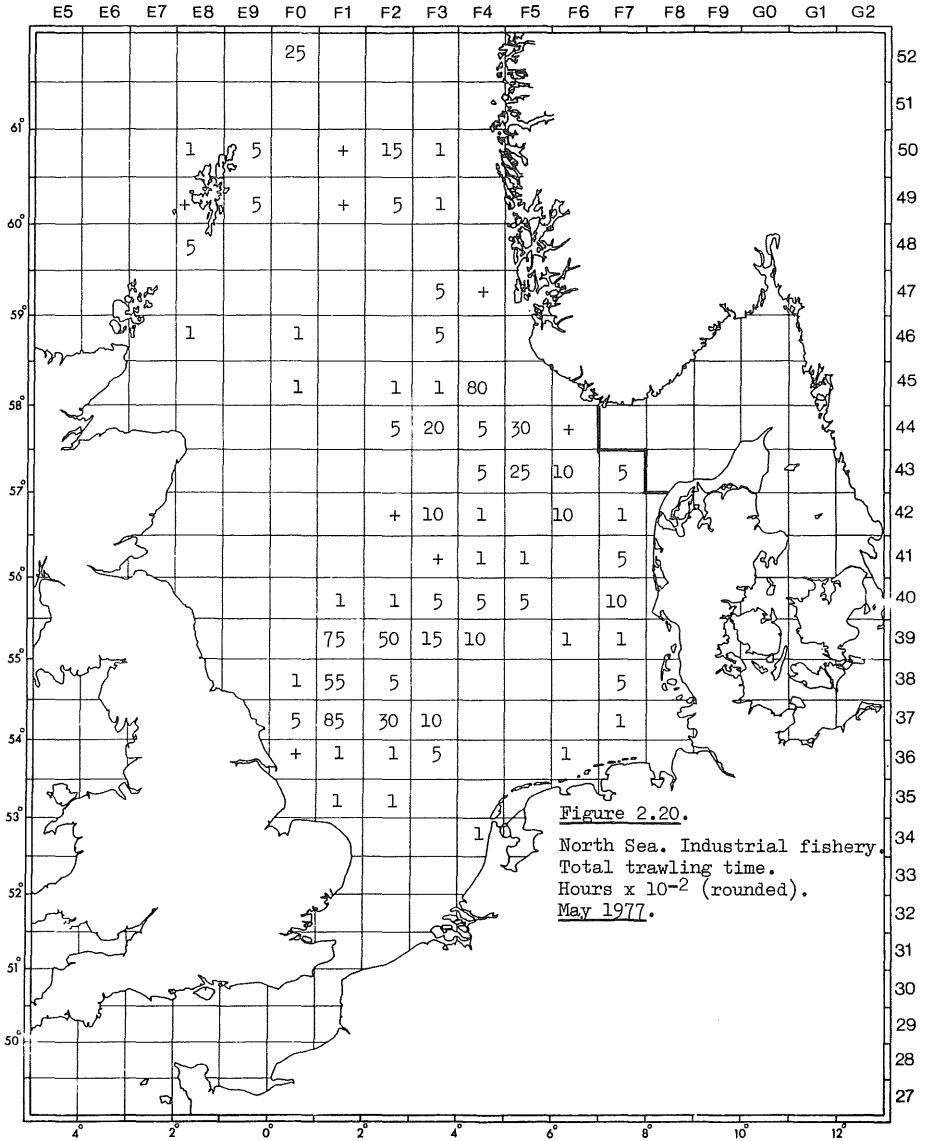 E5 E6 E7 E8 E9 F0 F1 F2 F3 F4 F5 F6 F7 F8 F9 G0 G1 G2
25 52
51
61°
1 5 + 15 1 50
+ 5 + 5 1 49
60°
5 48
5 + 47
59°
1 1 5 46
1 1 1 80 45
58°
5 20 5 30 + 44
5 25 10 5 43
57°
+ 10 1 10 1 42
+ 1 1 5 41
56°
1 1 5 5 5 10 40
75 50 15 10 1 1 39
55°
1 55 5 5 38
5 85 30 10 1 37
54°
+ 1 1 5 1 36
1 1 35
53°
Figure 2.20.
1 34
North Sea. Industrial fishery.
Total trawling time. 33
Hours x 10-2 (rounded).
52°
May 1977. 32
31
51°
30
29
50°
28
27
4° 2° 0° 2° 4° 6° 8° 10° 12°